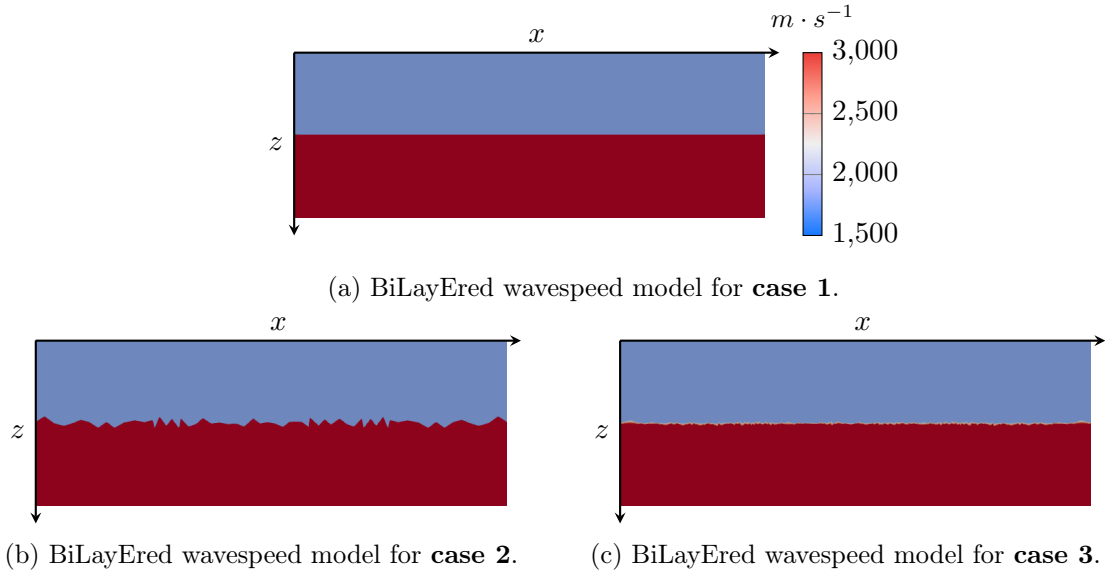 m · s⁻¹
x
3,000
2,500
z
2,000
1,500
(a) BiLayEred wavespeed model for case 1.
x
x
z
z
(b) BiLayEred wavespeed model for case 2.
(c) BiLayEred wavespeed model for case 3.